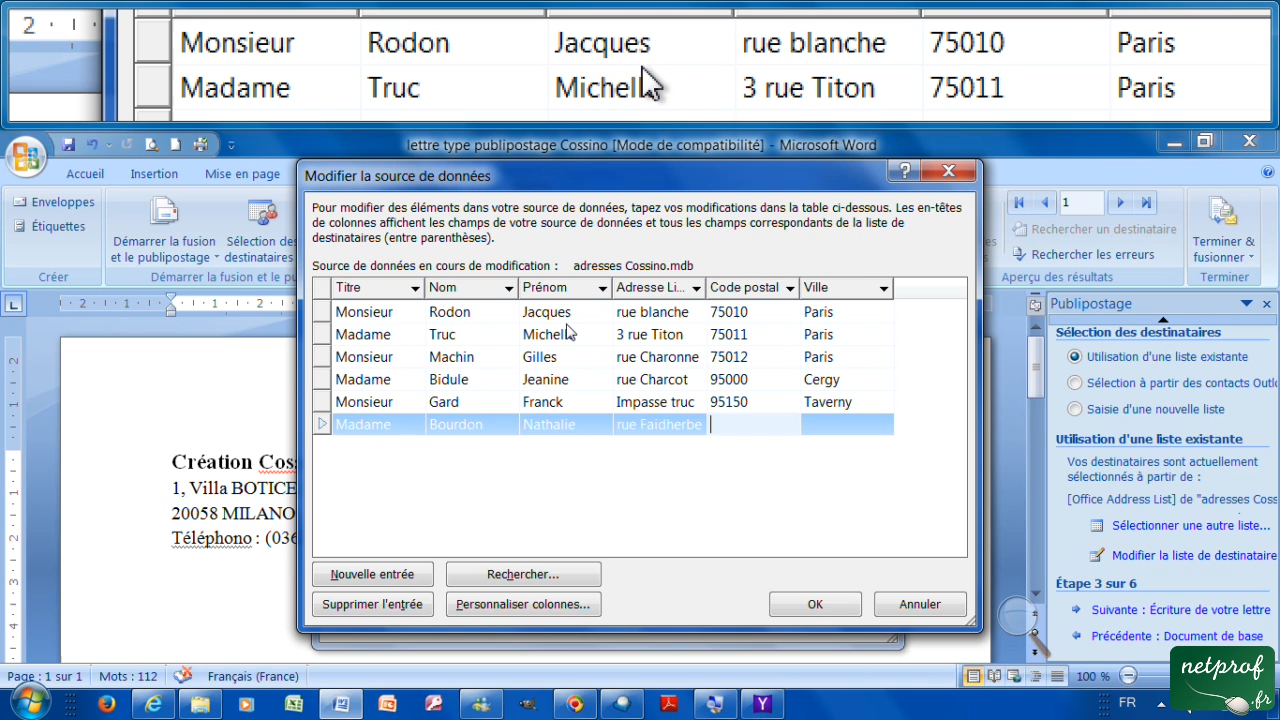 2
Monsieur Rodon Jacques rue blanche 75010 Paris
Madame Truc Michel 3 rue Titon 75011 Paris
lettre type publipostage Cossino [Mode de compatibilité] - Microsoft Word
Accueil Insertion Mise en page
Enveloppes
Étiquettes
Créer
Démarrer la fusion
et le publipostage
Sélection des
destinataires
Démarrer la fusion et le pu
1
Rechercher un destinataire
Rechercher les erreurs
Aperçu des résultats
Terminer &
fusionner
Terminer
Modifier la source de données
Pour modifier des éléments dans votre source de données, tapez vos modifications dans la table ci-dessous. Les en-têtes
de colonnes affichent les champs de votre source de données et tous les champs correspondants de la liste de
destinataires (entre parenthèses).
Source de données en cours de modification : adresses Cossino.mdb
Titre Nom Prénom Adresse Li... Code postal Ville
Monsieur Rodon Jacques rue blanche 75010 Paris
Madame Truc Michel 3 rue Titon 75011 Paris
Monsieur Machin Gilles rue Charonne 75012 Paris
Madame Bidule Jeanine rue Charcot 95000 Cergy
Monsieur Gard Franck Impasse truc 95150 Taverny
Madame Bourdon Nathalie rue Faidherbe
Nouvelle entrée
Rechercher...
Supprimer l'entrée
Personnaliser colonnes...
OK
Annuler
Création Coss
1, Villa BOTICE
20058 MILANO
Téléphono : (036
Publipostage
Sélection des destinataires
Utilisation d'une liste existante
Sélection à partir des contacts Outlo
Saisie d'une nouvelle liste
Utilisation d'une liste existante
Vos destinataires sont actuellement
sélectionnés à partir de :
[Office Address List] de "adresses Coss
Sélectionner une autre liste...
Modifier la liste de destinataire
Étape 3 sur 6
Suivante : Écriture de votre lettre
Précédente : Document de base
Page : 1 sur 1
Mots : 112
Français (France)
100 %
FR
netprof
.fr